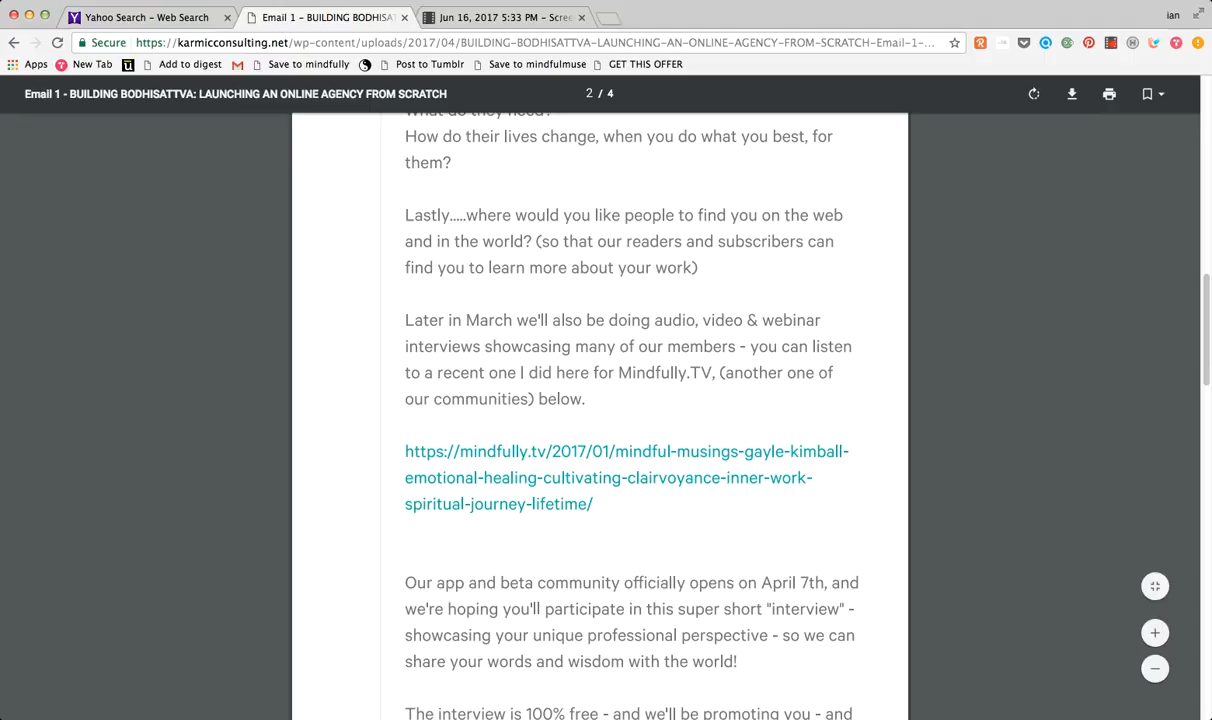 Yahoo Search - Web Search
Email 1 - BUILDING BODHISAT
Jun 16, 2017 5:33 PM - Scree
ian
Secure
https://karmicconsulting.net/wp-content/uploads/2017/04/BUILDING-BODHISATTVA-LAUNCHING-AN-ONLINE-AGENCY-FROM-SCRATCH-Email-1-...
Apps
New Tab
Add to digest
Save to mindfully
Post to Tumblr
Save to mindfulmuse
GET THIS OFFER
Email 1 - BUILDING BODHISATTVA: LAUNCHING AN ONLINE AGENCY FROM SCRATCH
2 / 4
What do they need?
How do their lives change, when you do what you best, for
them?
Lastly.....where would you like people to find you on the web
and in the world? (so that our readers and subscribers can
find you to learn more about your work)
Later in March we'll also be doing audio, video & webinar
interviews showcasing many of our members - you can listen
to a recent one I did here for Mindfully.TV, (another one of
our communities) below.
https://mindfully.tv/2017/01/mindful-musings-gayle-kimball-
emotional-healing-cultivating-clairvoyance-inner-work-
spiritual-journey-lifetime/
Our app and beta community officially opens on April 7th, and
we're hoping you'll participate in this super short "interview" -
showcasing your unique professional perspective - so we can
share your words and wisdom with the world!
The interview is 100% free - and we'll be promoting you - and